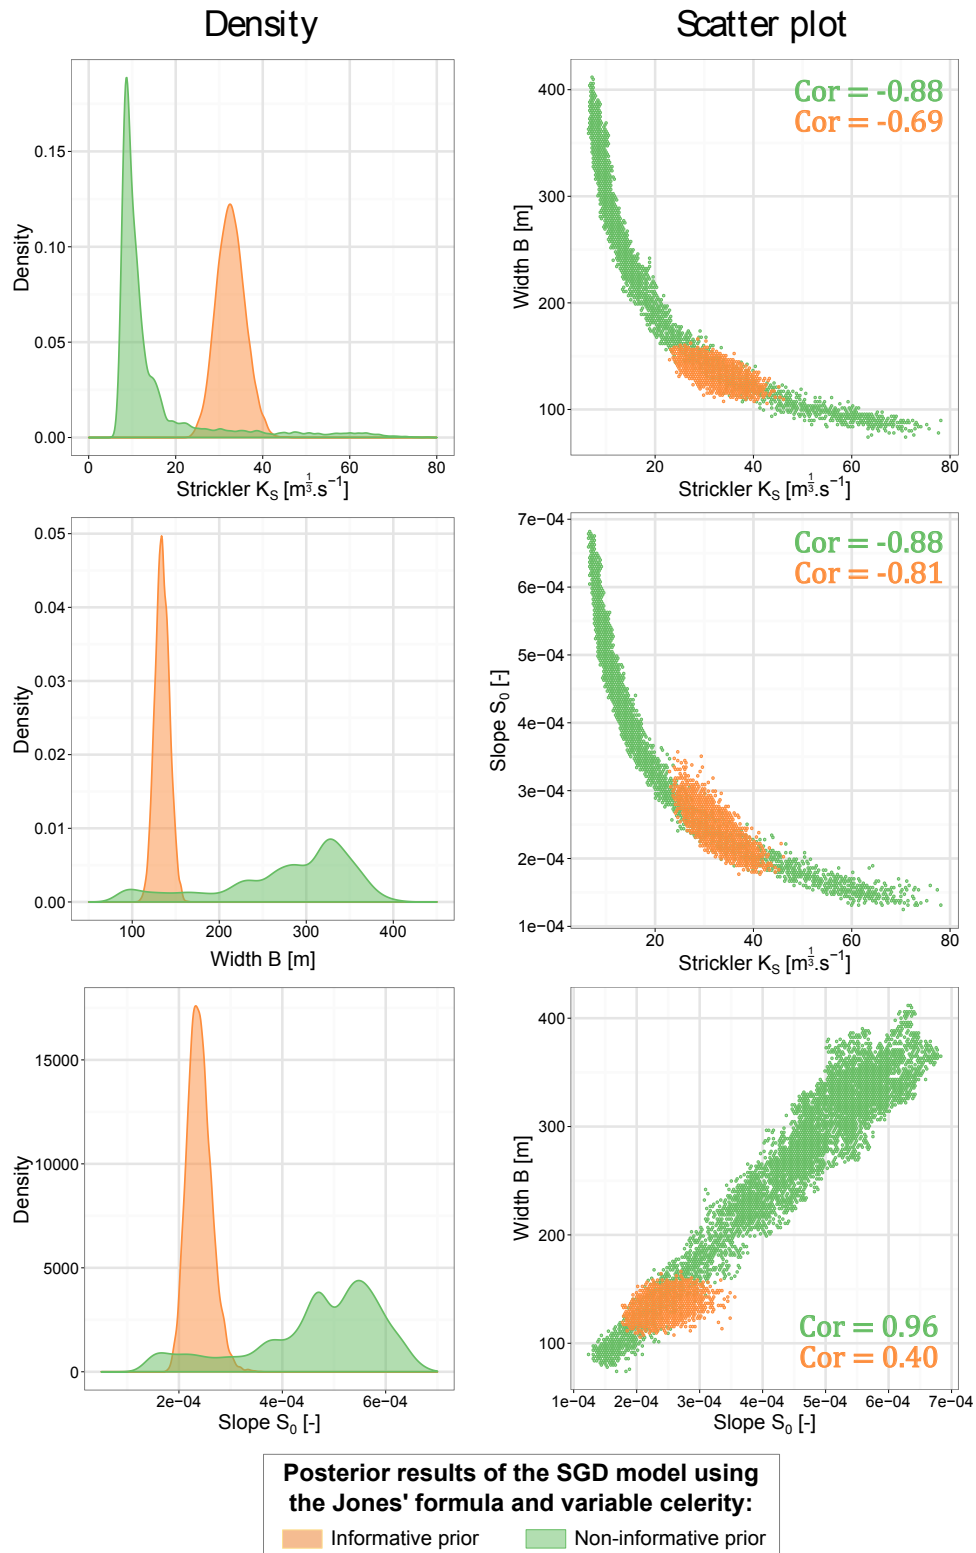 Density
Scatter plot
0.15
0.10
0.05
0.00
Density
0
20
40
60
80
Strickler K_S [m^{1/3}.s^{−1}]
400
300
200
100
Width B [m]
Cor = -0.88
Cor = -0.69
20
40
60
80
Strickler K_S [m^{1/3}.s^{−1}]
0.05
0.04
0.03
0.02
0.01
0.00
Density
100
200
300
400
Width B [m]
7e−04
6e−04
5e−04
4e−04
3e−04
2e−04
1e−04
Slope S_0 [-]
Cor = -0.88
Cor = -0.81
20
40
60
80
Strickler K_S [m^{1/3}.s^{−1}]
15000
10000
5000
0
Density
2e−04
4e−04
6e−04
Slope S_0 [-]
400
300
200
100
Width B [m]
Cor = 0.96
Cor = 0.40
1e−04
2e−04
3e−04
4e−04
5e−04
6e−04
7e−04
Slope S_0 [-]
Posterior results of the SGD model using
the Jones' formula and variable celerity:
Informative prior
Non-informative prior